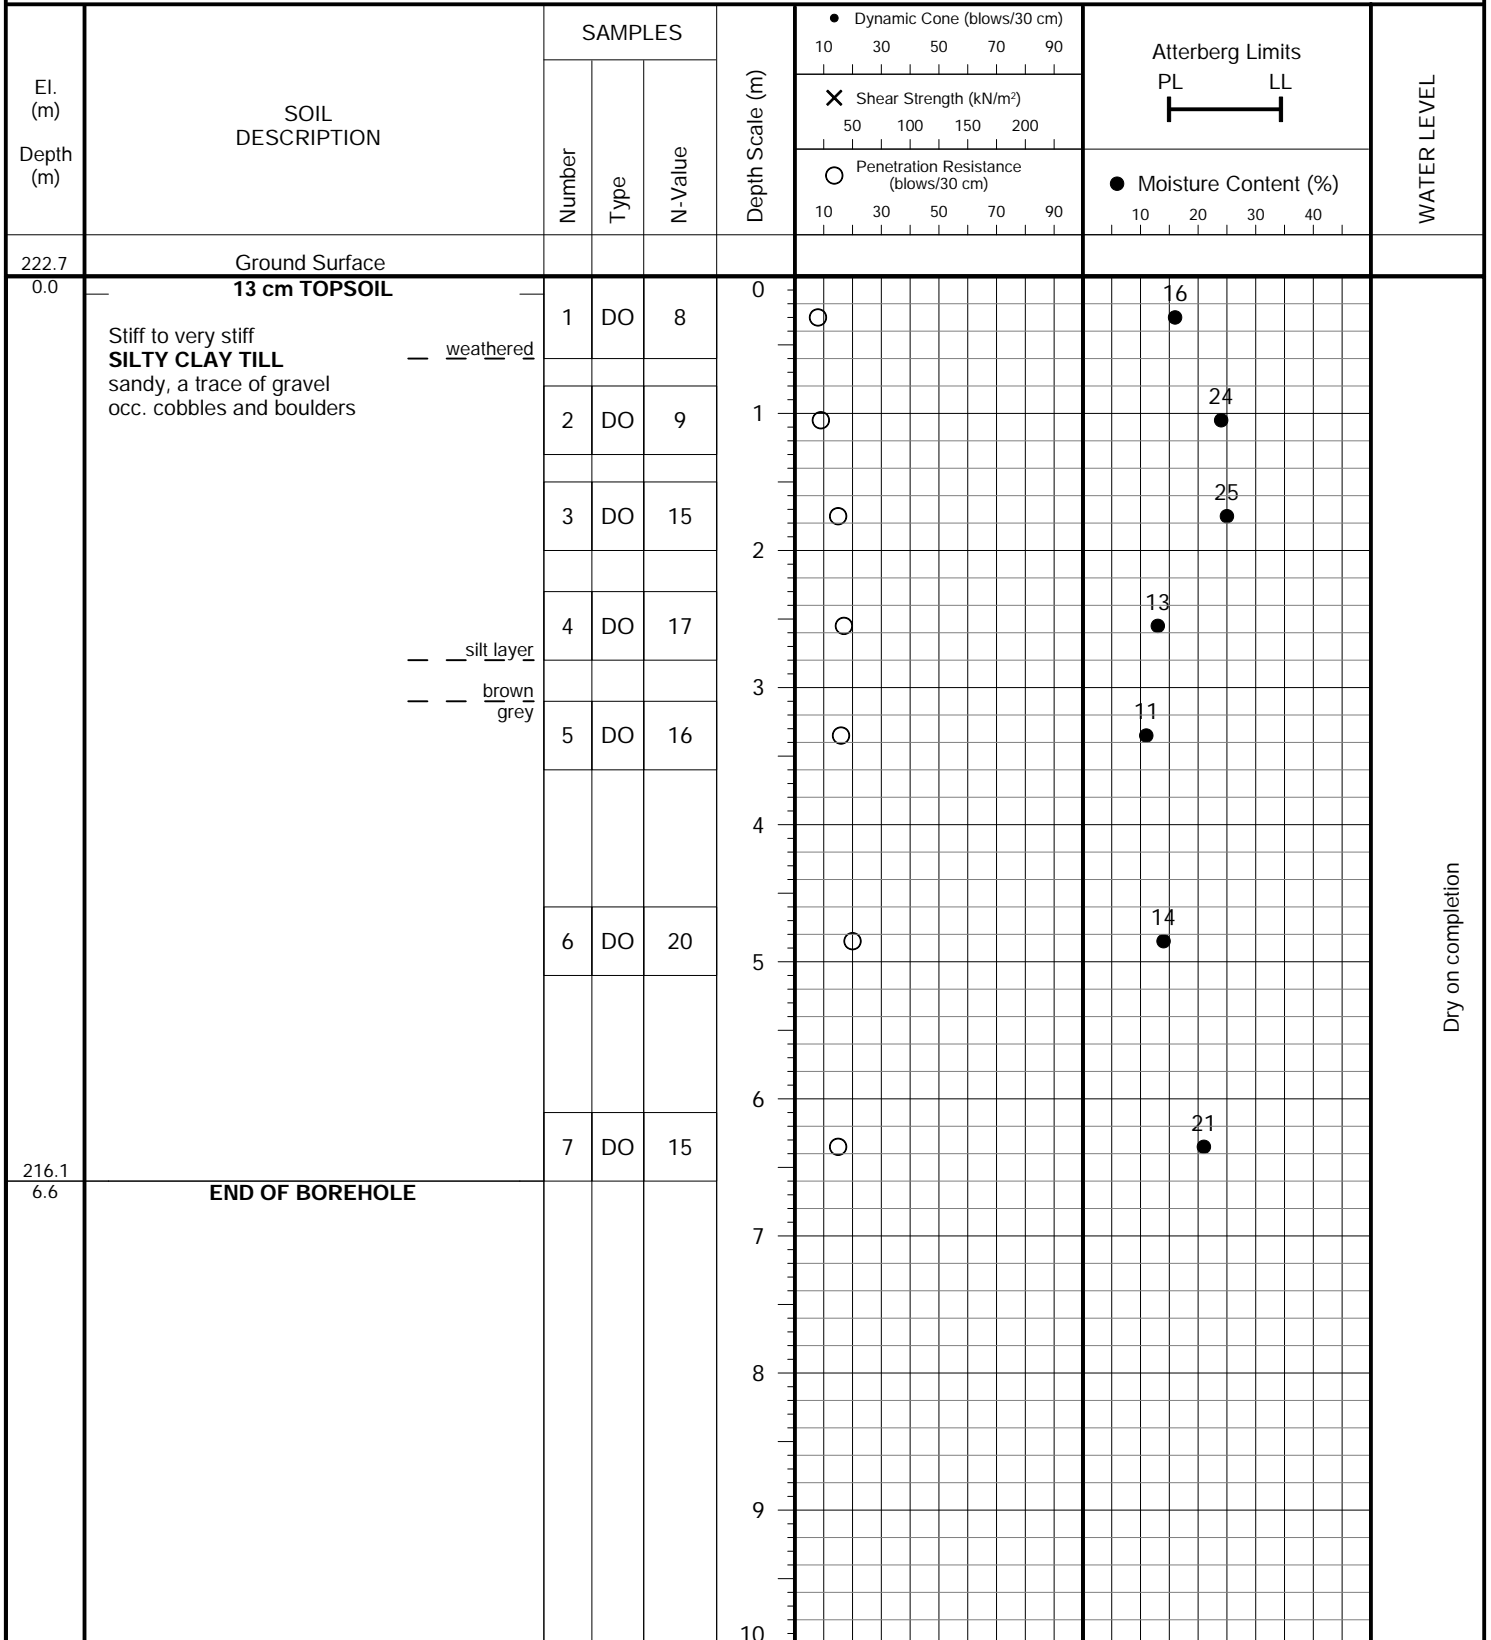 El.
(m)
Depth
(m)
SOIL
DESCRIPTION
SAMPLES
Number
Type
N-Value
Depth Scale (m)
Dynamic Cone (blows/30 cm)
10 30 50 70 90
Shear Strength (kN/m²)
50 100 150 200
Penetration Resistance
(blows/30 cm)
10 30 50 70 90
Atterberg Limits
PL LL
Moisture Content (%)
10 20 30 40
WATER LEVEL
222.7 Ground Surface
0.0 13 cm TOPSOIL
0
16
1 DO 8
Stiff to very stiff
weathered
SILTY CLAY TILL
sandy, a trace of gravel
occ. cobbles and boulders
24
1
2 DO 9
25
3 DO 15
2
13
4 DO 17
silt layer
3
brown
grey
11
5 DO 16
4
14
6 DO 20
5
Dry on completion
6
21
7 DO 15
216.1
6.6 END OF BOREHOLE
7
8
9
10